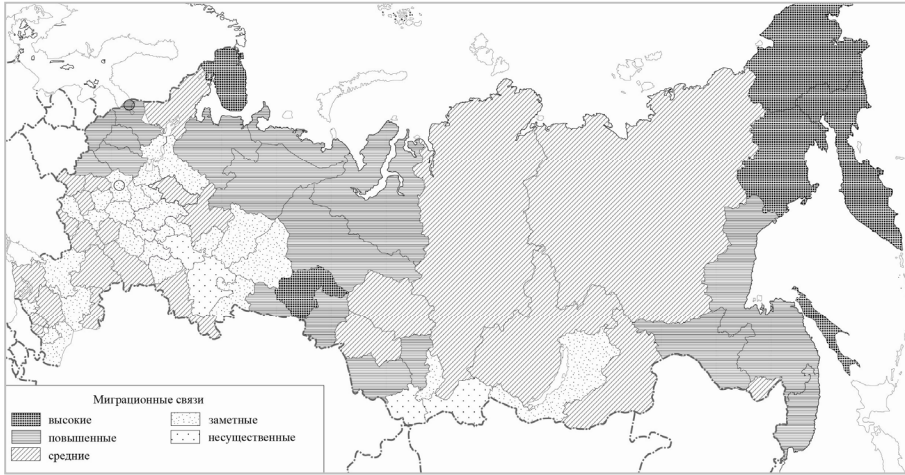 Миграционные связи
высокие
повышенные
средние
заметные
несущественные